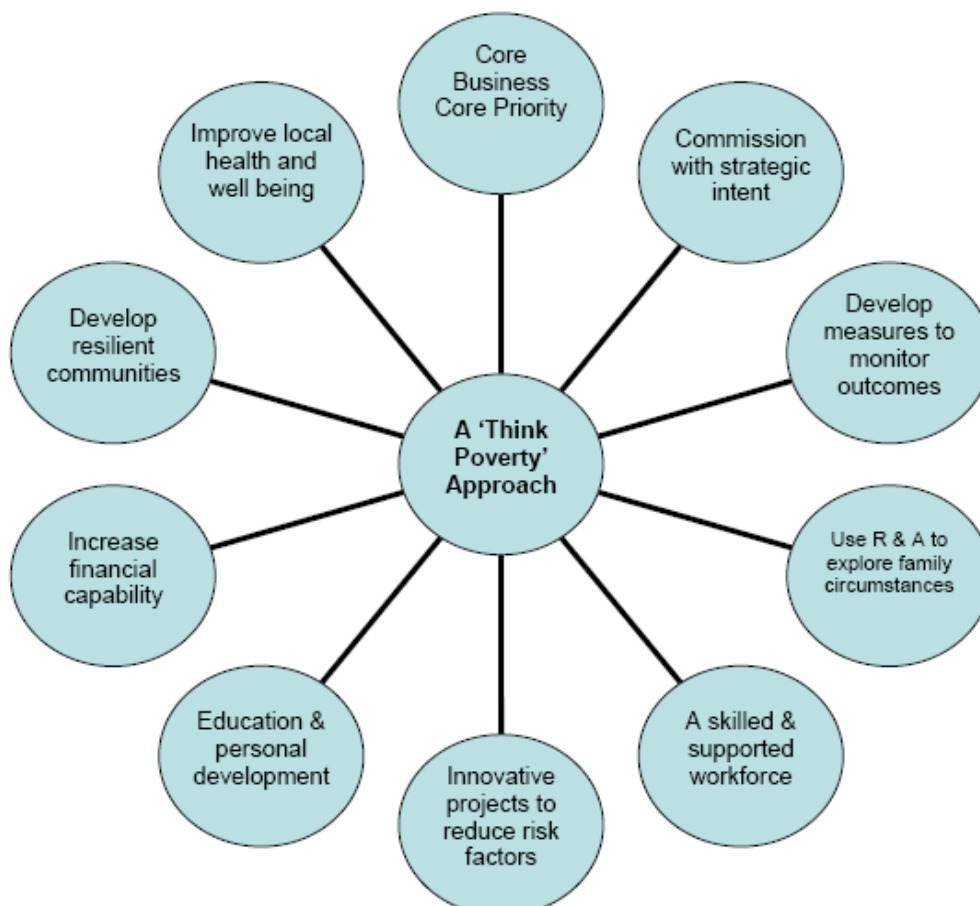 Core
Business
Core Priority
Commission
with strategic
intent
Develop
measures to
monitor
outcomes
Use R & A to
explore family
circumstances
A skilled &
supported
workforce
Innovative
projects to
reduce risk
factors
Education &
personal
development
Increase
financial
capability
Develop
resilient
communities
Improve local
health and
well being
A ‘Think
Poverty’
Approach